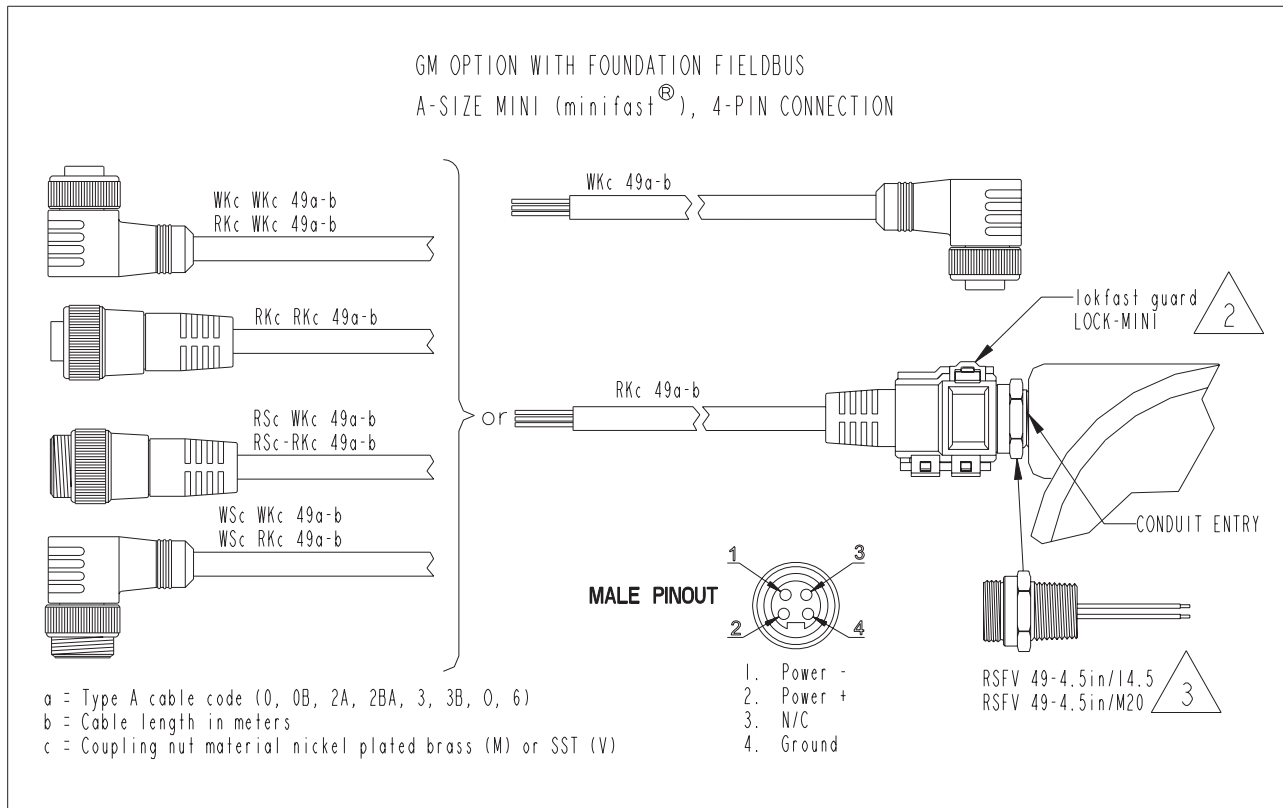 GM OPTION WITH FOUNDATION FIELDBUS
A-SIZE MINI (minifast®), 4-PIN CONNECTION
WKc WKc 49a-b
RKc WKc 49a-b
RKc RKc 49a-b
RSc WKc 49a-b
RSc-RKc 49a-b
WSc WKc 49a-b
WSc RKc 49a-b
or
WKc 49a-b
lokfast guard
LOCK-MINI
2
RKc 49a-b
CONDUIT ENTRY
MALE PINOUT
1
3
2
4
1. Power -
2. Power +
3. N/C
4. Ground
RSFV 49-4.5in/14.5
RSFV 49-4.5in/M20
3
a = Type A cable code (0, 0B, 2A, 2BA, 3, 3B, O, 6)
b = Cable length in meters
c = Coupling nut material nickel plated brass (M) or SST (V)